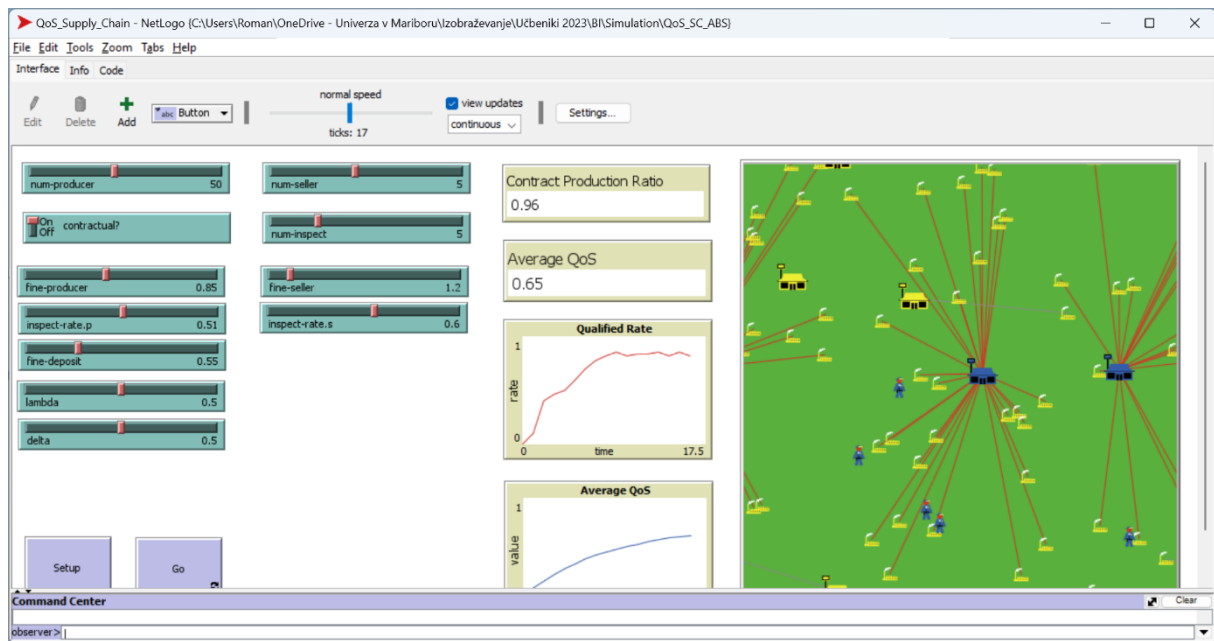 QoS_Supply_Chain - NetLogo {C:\Users\Roman\OneDrive - Univerza v Mariboru\Izobraževanje\Učbeniki 2023\BI\Simulation\QoS_SC_ABS}
File Edit Tools Zoom Tabs Help
Interface Info Code
Edit
Delete
Add
abc Button
normal speed
ticks: 17
view updates
continuous
Settings...
num-producer 50
num-seller 5
On
Off
contractual?
num-inspect 5
fine-producer 0.85
fine-seller 1.2
inspect-rate.p 0.51
inspect-rate.s 0.6
fine-deposit 0.55
lambda 0.5
delta 0.5
Setup
Go
Contract Production Ratio
0.96
Average QoS
0.65
Qualified Rate
1
rate
0
0 time 17.5
Average QoS
1
value
Command Center
Clear
observer>